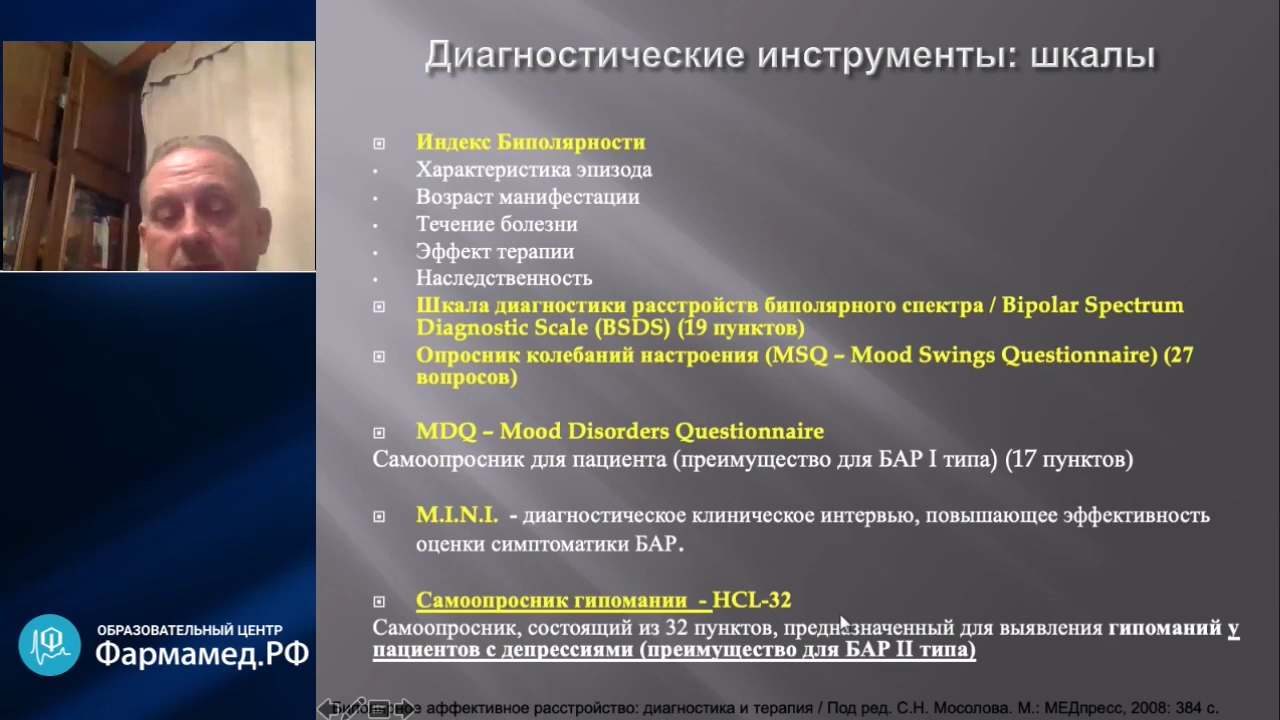 Диагностические инструменты: шкалы
Индекс Биполярности
Характеристика эпизода
Возраст манифестации
Течение болезни
Эффект терапии
Наследственность
Шкала диагностики расстройств биполярного спектра / Bipolar Spectrum
Diagnostic Scale (BSDS) (19 пунктов)
Опросник колебаний настроения (MSQ – Mood Swings Questionnaire) (27
вопросов)
MDQ – Mood Disorders Questionnaire
Самоопросник для пациента (преимущество для БАР I типа) (17 пунктов)
M.I.N.I. - диагностическое клиническое интервью, повышающее эффективность
оценки симптоматики БАР.
Самоопросник гипомании - HCL-32
Самоопросник, состоящий из 32 пунктов, предназначенный для выявления гипоманий у
пациентов с депрессиями (преимущество для БАР II типа)
Биполярное аффективное расстройство: диагностика и терапия / Под ред. С.Н. Мосолова. М.: МЕДпресс, 2008: 384 с.
ОБРАЗОВАТЕЛЬНЫЙ ЦЕНТР
Фармамед.РФ